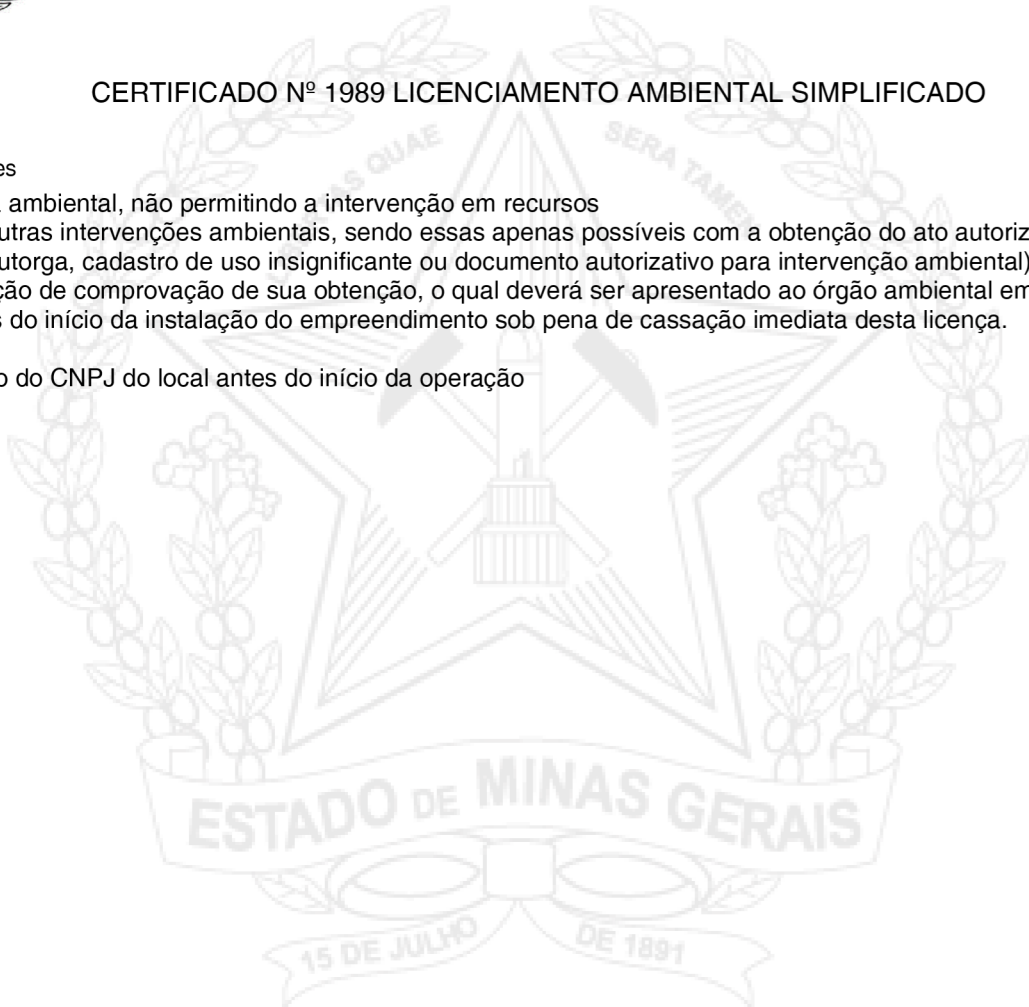 CERTIFICADO Nº 1989 LICENCIAMENTO AMBIENTAL SIMPLIFICADO
es
ambiental, não permitindo a intervenção em recursos
utras intervenções ambientais, sendo essas apenas possíveis com a obtenção do ato autoriz
utorga, cadastro de uso insignificante ou documento autorizativo para intervenção ambiental)
ção de comprovação de sua obtenção, o qual deverá ser apresentado ao órgão ambiental em
s do início da instalação do empreendimento sob pena de cassação imediata desta licença.
o do CNPJ do local antes do início da operação
QUAE SERA TAMEN
ESTADO DE MINAS GERAIS
15 DE JULHO DE 1891